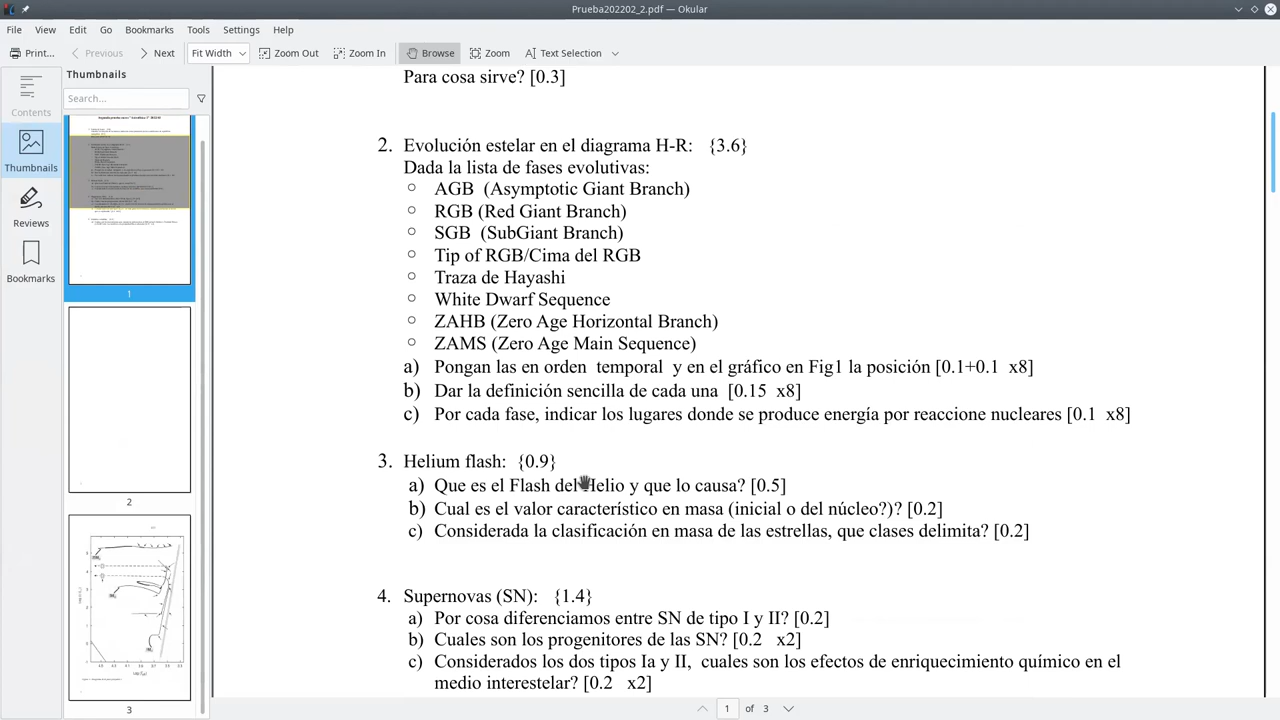 Prueba202202_2.pdf — Okular
File View Edit Go Bookmarks Tools Settings Help
Print... Previous Next Fit Width Zoom Out Zoom In Browse Zoom Text Selection
Thumbnails
Search...
Contents
Thumbnails
Reviews
Bookmarks
1
2
3
Para cosa sirve? [0.3]
2. Evolución estelar en el diagrama H-R: {3.6}
Dada la lista de fases evolutivas:
○ AGB (Asymptotic Giant Branch)
○ RGB (Red Giant Branch)
○ SGB (SubGiant Branch)
○ Tip of RGB/Cima del RGB
○ Traza de Hayashi
○ White Dwarf Sequence
○ ZAHB (Zero Age Horizontal Branch)
○ ZAMS (Zero Age Main Sequence)
a) Pongan las en orden temporal y en el gráfico en Fig1 la posición [0.1+0.1 x8]
b) Dar la definición sencilla de cada una [0.15 x8]
c) Por cada fase, indicar los lugares donde se produce energía por reaccione nucleares [0.1 x8]
3. Helium flash: {0.9}
a) Que es el Flash del Helio y que lo causa? [0.5]
b) Cual es el valor característico en masa (inicial o del núcleo?)? [0.2]
c) Considerada la clasificación en masa de las estrellas, que clases delimita? [0.2]
4. Supernovas (SN): {1.4}
a) Por cosa diferenciamos entre SN de tipo I y II? [0.2]
b) Cuales son los progenitores de las SN? [0.2 x2]
c) Considerados los dos tipos Ia y II, cuales son los efectos de enriquecimiento químico en el
medio interestelar? [0.2 x2]
1 of 3